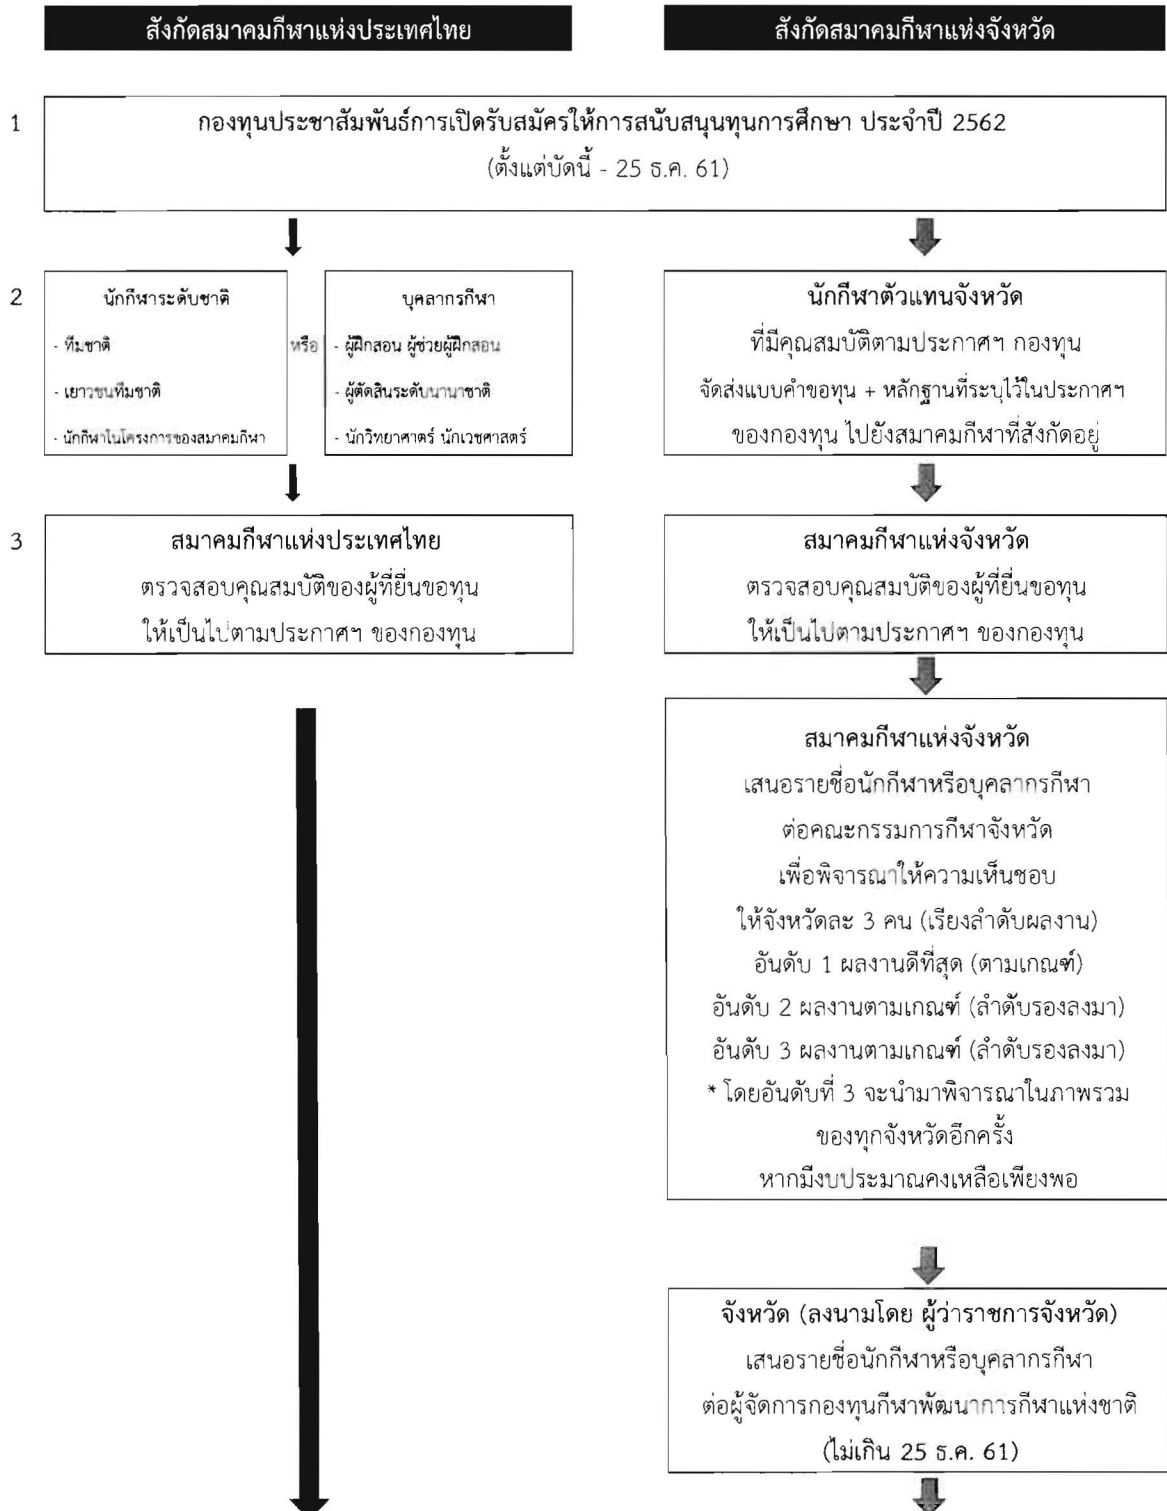 สังกัดสมาคมกีฬาแห่งประเทศไทย
สังกัดสมาคมกีฬาแห่งจังหวัด
1
กองทุนประชาสัมพันธ์การเปิดรับสมัครให้การสนับสนุนทุนการศึกษา ประจำปี 2562
(ตั้งแต่บัดนี้ - 25 ธ.ค. 61)
2
นักกีฬาระดับชาติ
- ทีมชาติ
- เยาวชนทีมชาติ
- นักกีฬาในโครงการของสมาคมกีฬา
หรือ
บุคลากรกีฬา
- ผู้ฝึกสอน ผู้ช่วยผู้ฝึกสอน
- ผู้ตัดสินระดับนานาชาติ
- นักวิทยาศาตร์ นักเวชศาสตร์
นักกีฬาตัวแทนจังหวัด
ที่มีคุณสมบัติตามประกาศฯ กองทุน
จัดส่งแบบคำขอทุน + หลักฐานที่ระบุไว้ในประกาศฯ
ของกองทุน ไปยังสมาคมกีฬาที่สังกัดอยู่
3
สมาคมกีฬาแห่งประเทศไทย
ตรวจสอบคุณสมบัติของผู้ที่ยื่นขอทุน
ให้เป็นไปตามประกาศฯ ของกองทุน
สมาคมกีฬาแห่งจังหวัด
ตรวจสอบคุณสมบัติของผู้ที่ยื่นขอทุน
ให้เป็นไปตามประกาศฯ ของกองทุน
สมาคมกีฬาแห่งจังหวัด
เสนอรายชื่อนักกีฬาหรือบุคลากรกีฬา
ต่อคณะกรรมการกีฬาจังหวัด
เพื่อพิจารณาให้ความเห็นชอบ
ให้จังหวัดละ 3 คน (เรียงลำดับผลงาน)
อันดับ 1 ผลงานดีที่สุด (ตามเกณฑ์)
อันดับ 2 ผลงานตามเกณฑ์ (ลำดับรองลงมา)
อันดับ 3 ผลงานตามเกณฑ์ (ลำดับรองลงมา)
* โดยอันดับที่ 3 จะนำมาพิจารณาในภาพรวม
ของทุกจังหวัดอีกครั้ง
หากมีงบประมาณคงเหลือเพียงพอ
จังหวัด (ลงนามโดย ผู้ว่าราชการจังหวัด)
เสนอรายชื่อนักกีฬาหรือบุคลากรกีฬา
ต่อผู้จัดการกองทุนกีฬาพัฒนาการกีฬาแห่งชาติ
(ไม่เกิน 25 ธ.ค. 61)